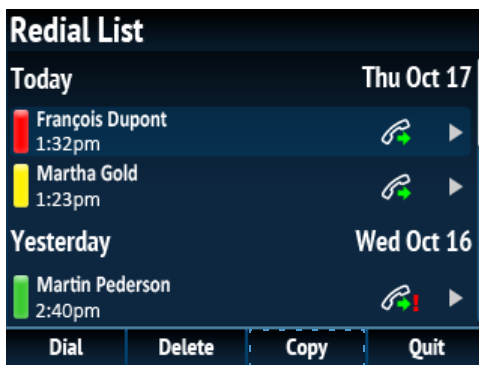 Redial List
Today Thu Oct 17
François Dupont
1:32pm
Martha Gold
1:23pm
Yesterday Wed Oct 16
Martin Pederson
2:40pm
Dial Delete Copy Quit